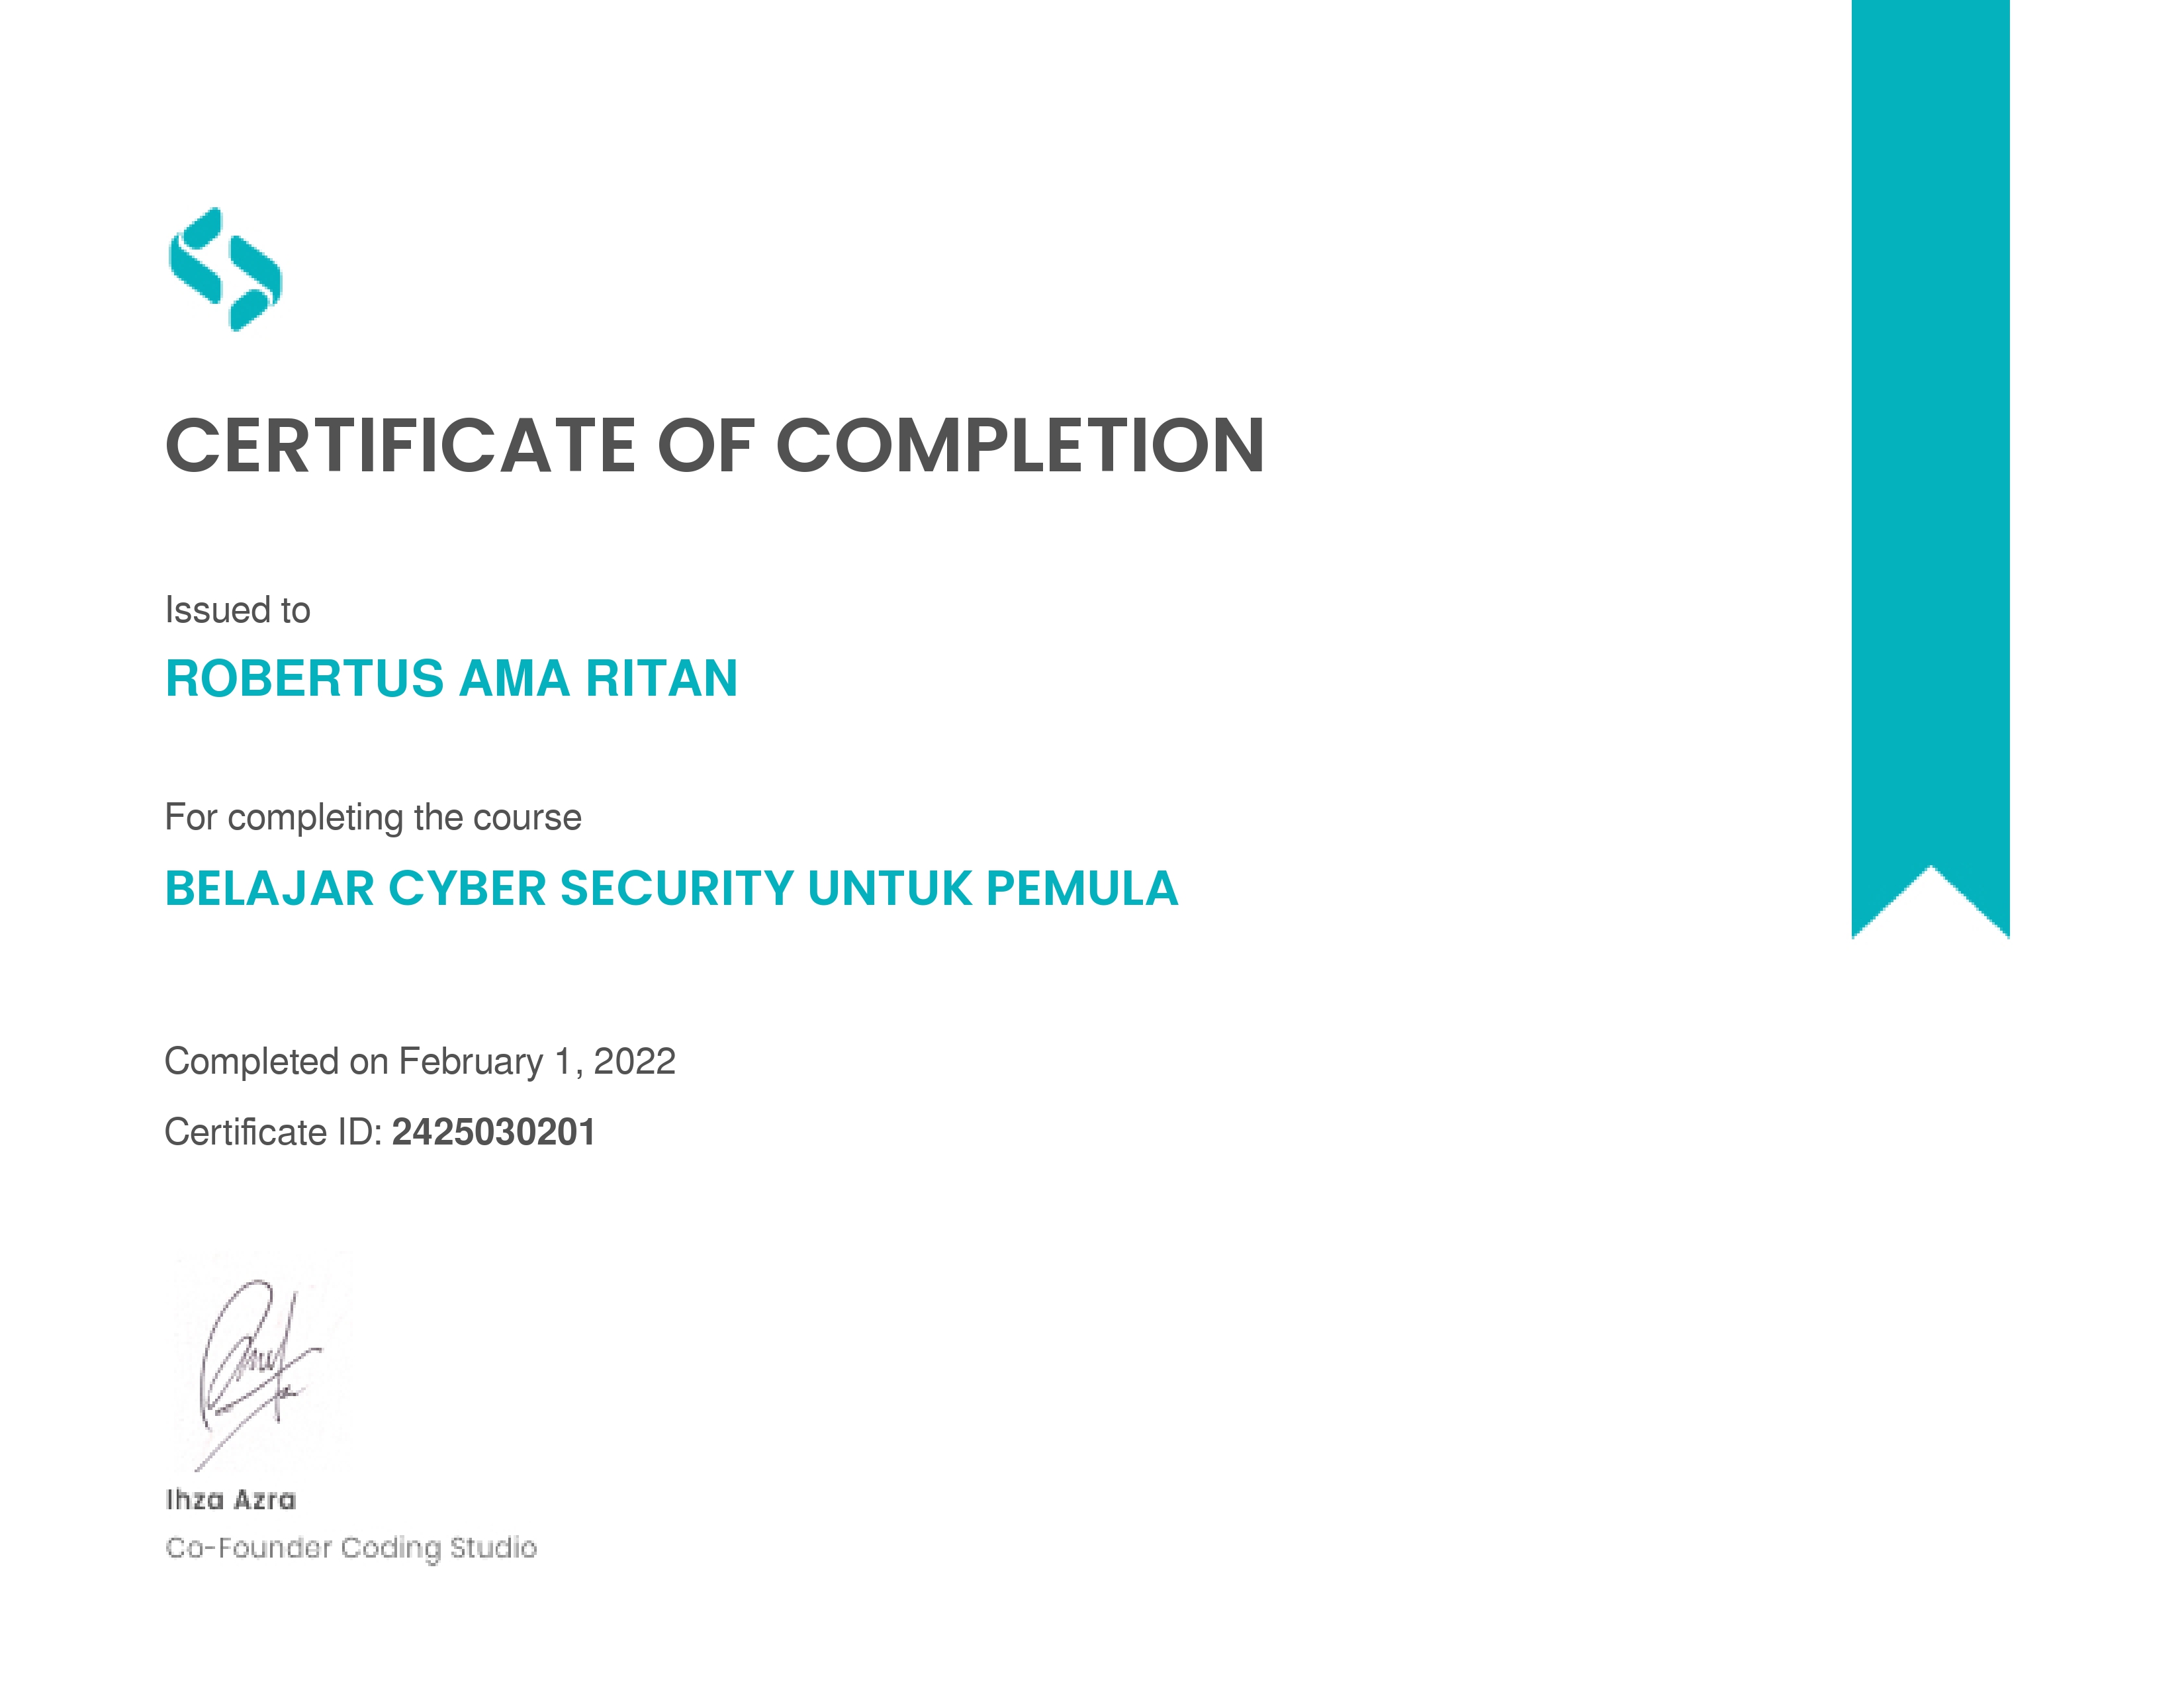 CERTIFICATE OF COMPLETION
Issued to
ROBERTUS AMA RITAN
For completing the course
BELAJAR CYBER SECURITY UNTUK PEMULA
Completed on February 1, 2022
Certificate ID: 2425030201
Ihza Azra
Co-Founder Coding Studio